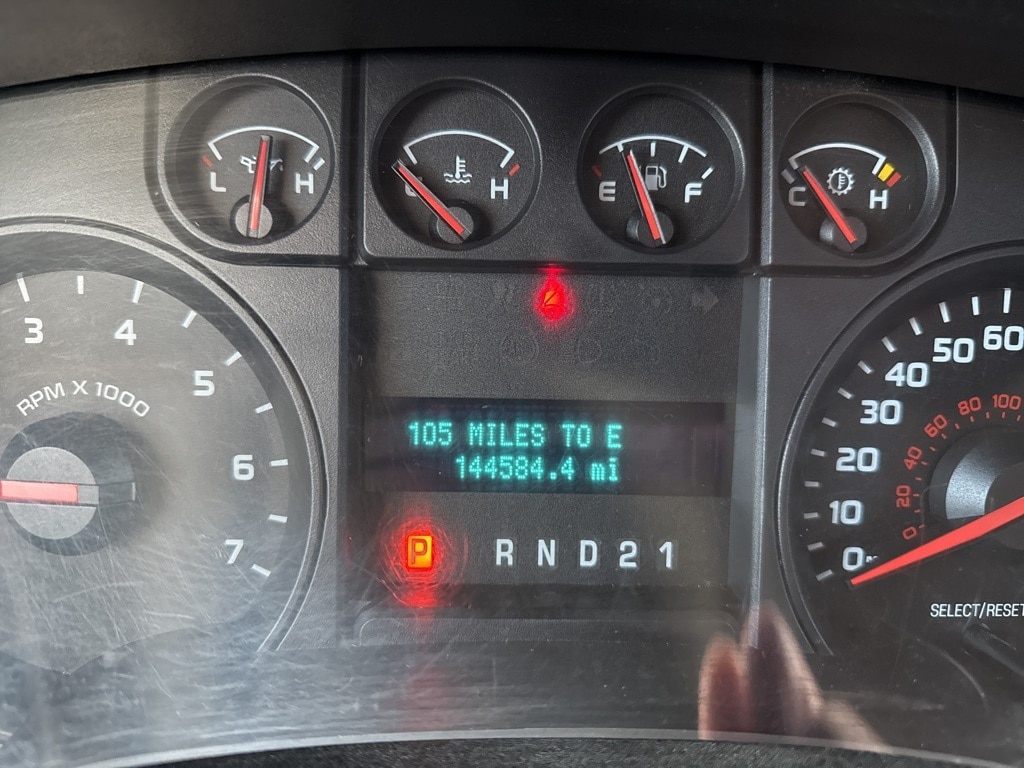 L H
C H
E F
C H
3 4 5 6 7
RPM X 1000
105 MILES TO E
144584.4 mi
P R N D 2 1
0 10 20 30 40 50 60
0 20 40 60 80 100
SELECT/RESET